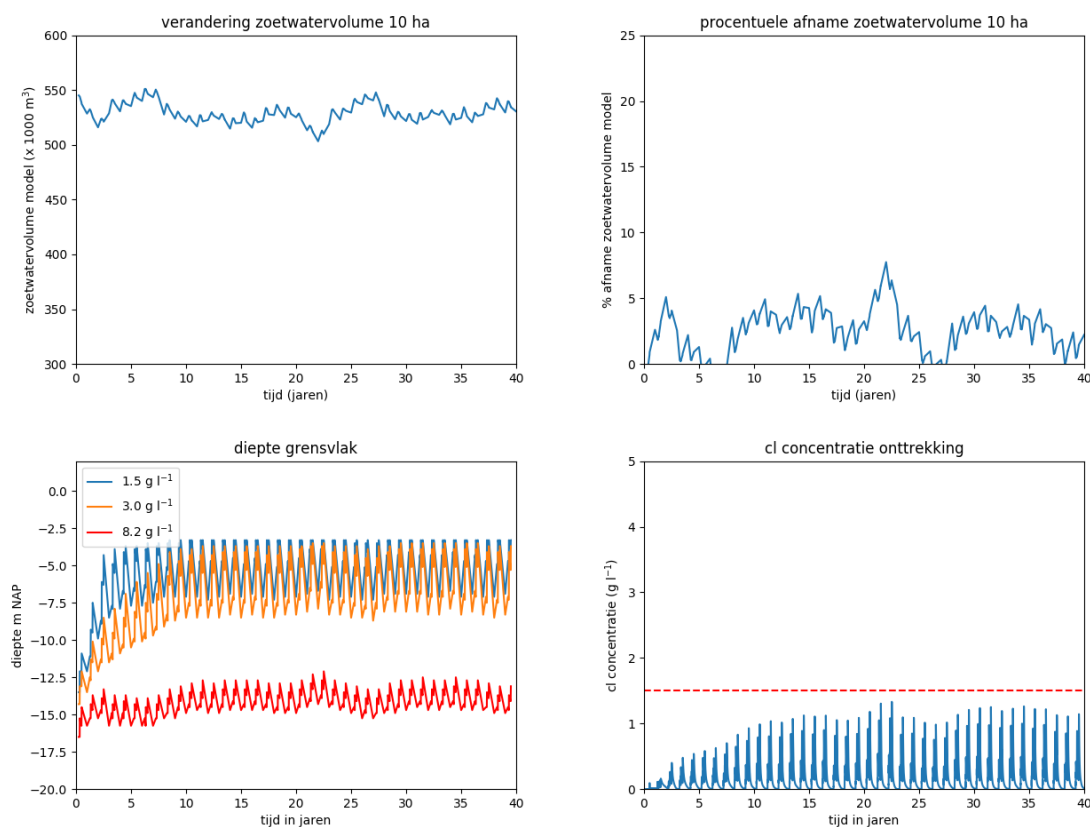 verandering zoetwatervolume 10 ha
zoetwatervolume model (x 1000 m³)
600
550
500
450
400
350
300
0 5 10 15 20 25 30 35 40
tijd (jaren)
procentuele afname zoetwatervolume 10 ha
% afname zoetwatervolume model
25
20
15
10
5
0
0 5 10 15 20 25 30 35 40
tijd (jaren)
diepte grensvlak
diepte m NAP
1.5 g l⁻¹
3.0 g l⁻¹
8.2 g l⁻¹
0.0
−2.5
−5.0
−7.5
−10.0
−12.5
−15.0
−17.5
−20.0
0 5 10 15 20 25 30 35 40
tijd in jaren
cl concentratie onttrekking
cl concentratie (g l⁻¹)
5
4
3
2
1
0
0 5 10 15 20 25 30 35 40
tijd in jaren